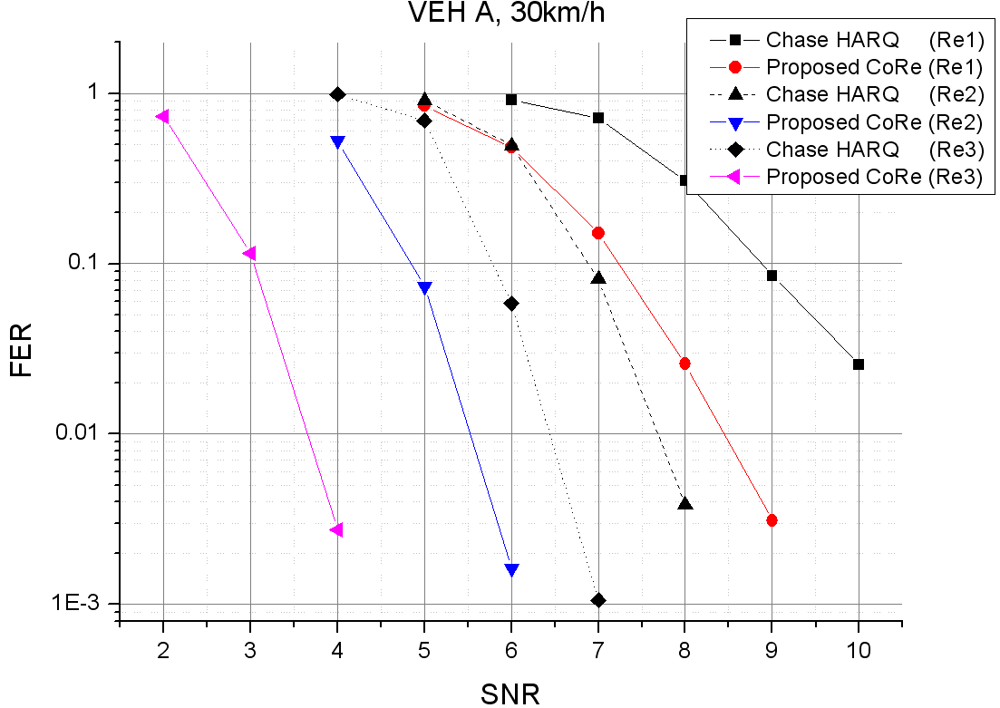 VEH A, 30km/h
Chase HARQ (Re1)
Proposed CoRe (Re1)
Chase HARQ (Re2)
Proposed CoRe (Re2)
Chase HARQ (Re3)
Proposed CoRe (Re3)
1
0.1
0.01
1E-3
FER
2 3 4 5 6 7 8 9 10
SNR